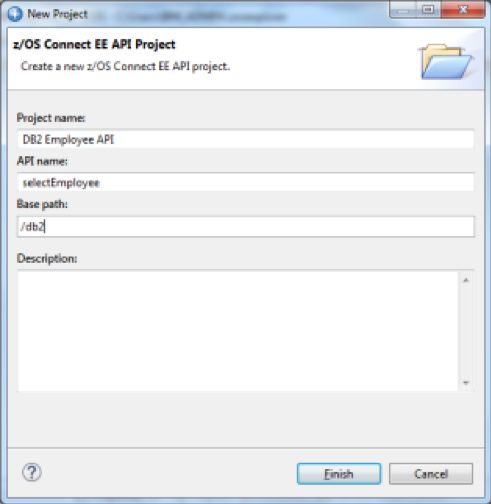 New Project
z/OS Connect EE API Project
Create a new z/OS Connect EE API project.
Project name:
DB2 Employee API
API name:
selectEmployee
Base path:
/db2
Description:
?
Finish
Cancel